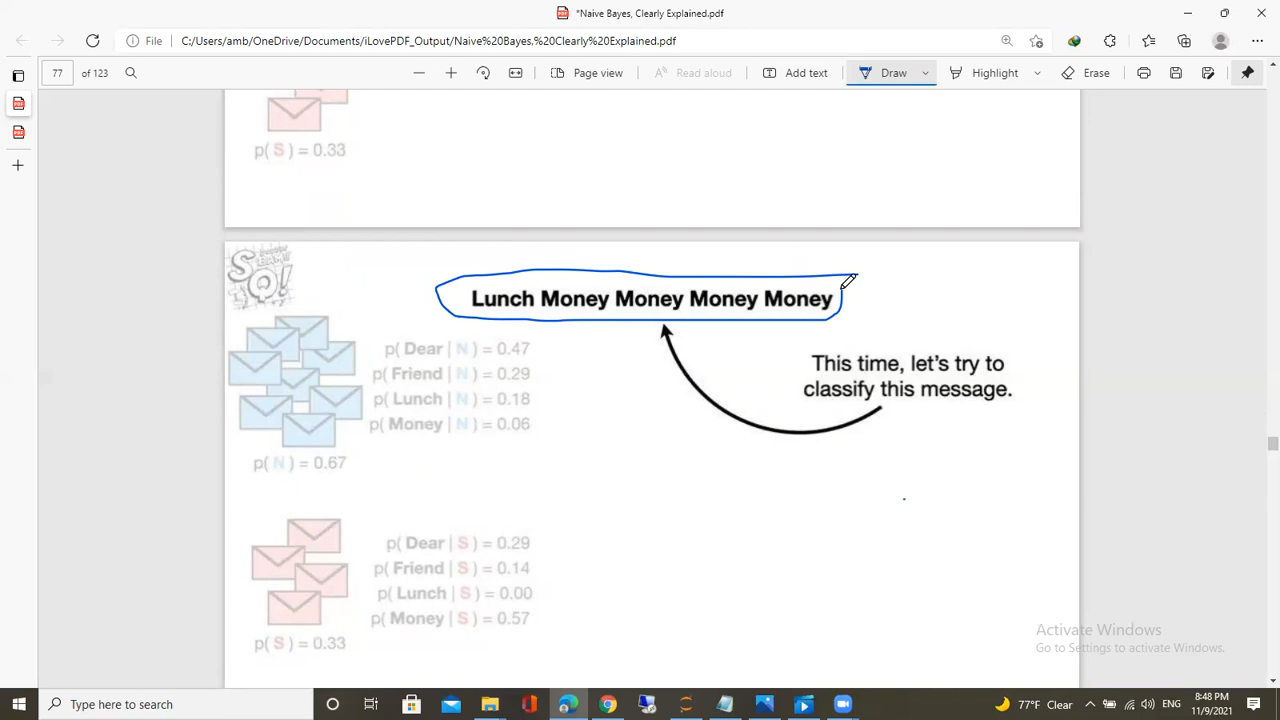 *Naive Bayes, Clearly Explained.pdf
File
C:/Users/amb/OneDrive/Documents/iLovePDF_Output/Naive%20Bayes,%20Clearly%20Explained.pdf
77 of 123
Page view
Read aloud
Add text
Draw
Highlight
Erase
p( S ) = 0.33
SQ!
Lunch Money Money Money Money
This time, let's try to
classify this message.
p( Dear | N ) = 0.47
p( Friend | N ) = 0.29
p( Lunch | N ) = 0.18
p( Money | N ) = 0.06
p( N ) = 0.67
p( Dear | S ) = 0.29
p( Friend | S ) = 0.14
p( Lunch | S ) = 0.00
p( Money | S ) = 0.57
p( S ) = 0.33
Activate Windows
Go to Settings to activate Windows.
Type here to search
77°F Clear
ENG
8:48 PM
11/9/2021